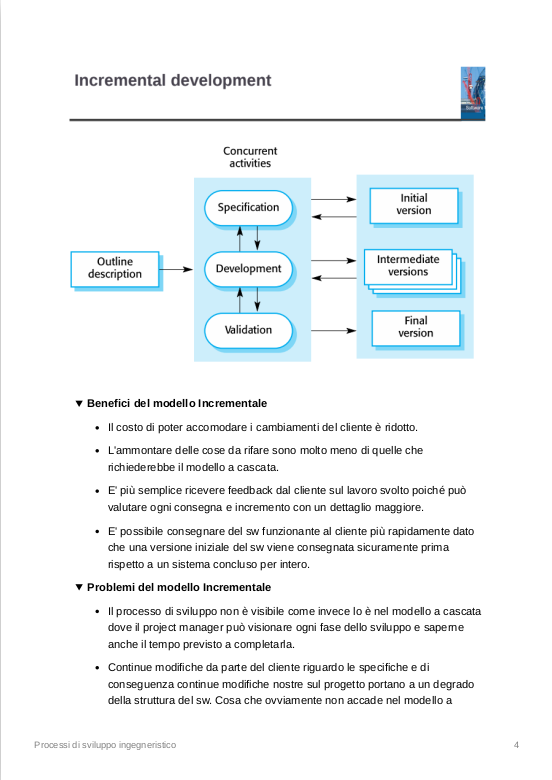 Incremental development
Software
Concurrent
activities
Specification
Initial
version
Outline
description
Development
Intermediate
versions
Validation
Final
version
▼ Benefici del modello Incrementale
• Il costo di poter accomodare i cambiamenti del cliente è ridotto.
• L'ammontare delle cose da rifare sono molto meno di quelle che
richiederebbe il modello a cascata.
• E' più semplice ricevere feedback dal cliente sul lavoro svolto poiché può
valutare ogni consegna e incremento con un dettaglio maggiore.
• E' possibile consegnare del sw funzionante al cliente più rapidamente dato
che una versione iniziale del sw viene consegnata sicuramente prima
rispetto a un sistema concluso per intero.
▼ Problemi del modello Incrementale
• Il processo di sviluppo non è visibile come invece lo è nel modello a cascata
dove il project manager può visionare ogni fase dello sviluppo e saperne
anche il tempo previsto a completarla.
• Continue modifiche da parte del cliente riguardo le specifiche e di
conseguenza continue modifiche nostre sul progetto portano a un degrado
della struttura del sw. Cosa che ovviamente non accade nel modello a
Processi di sviluppo ingegneristico
4